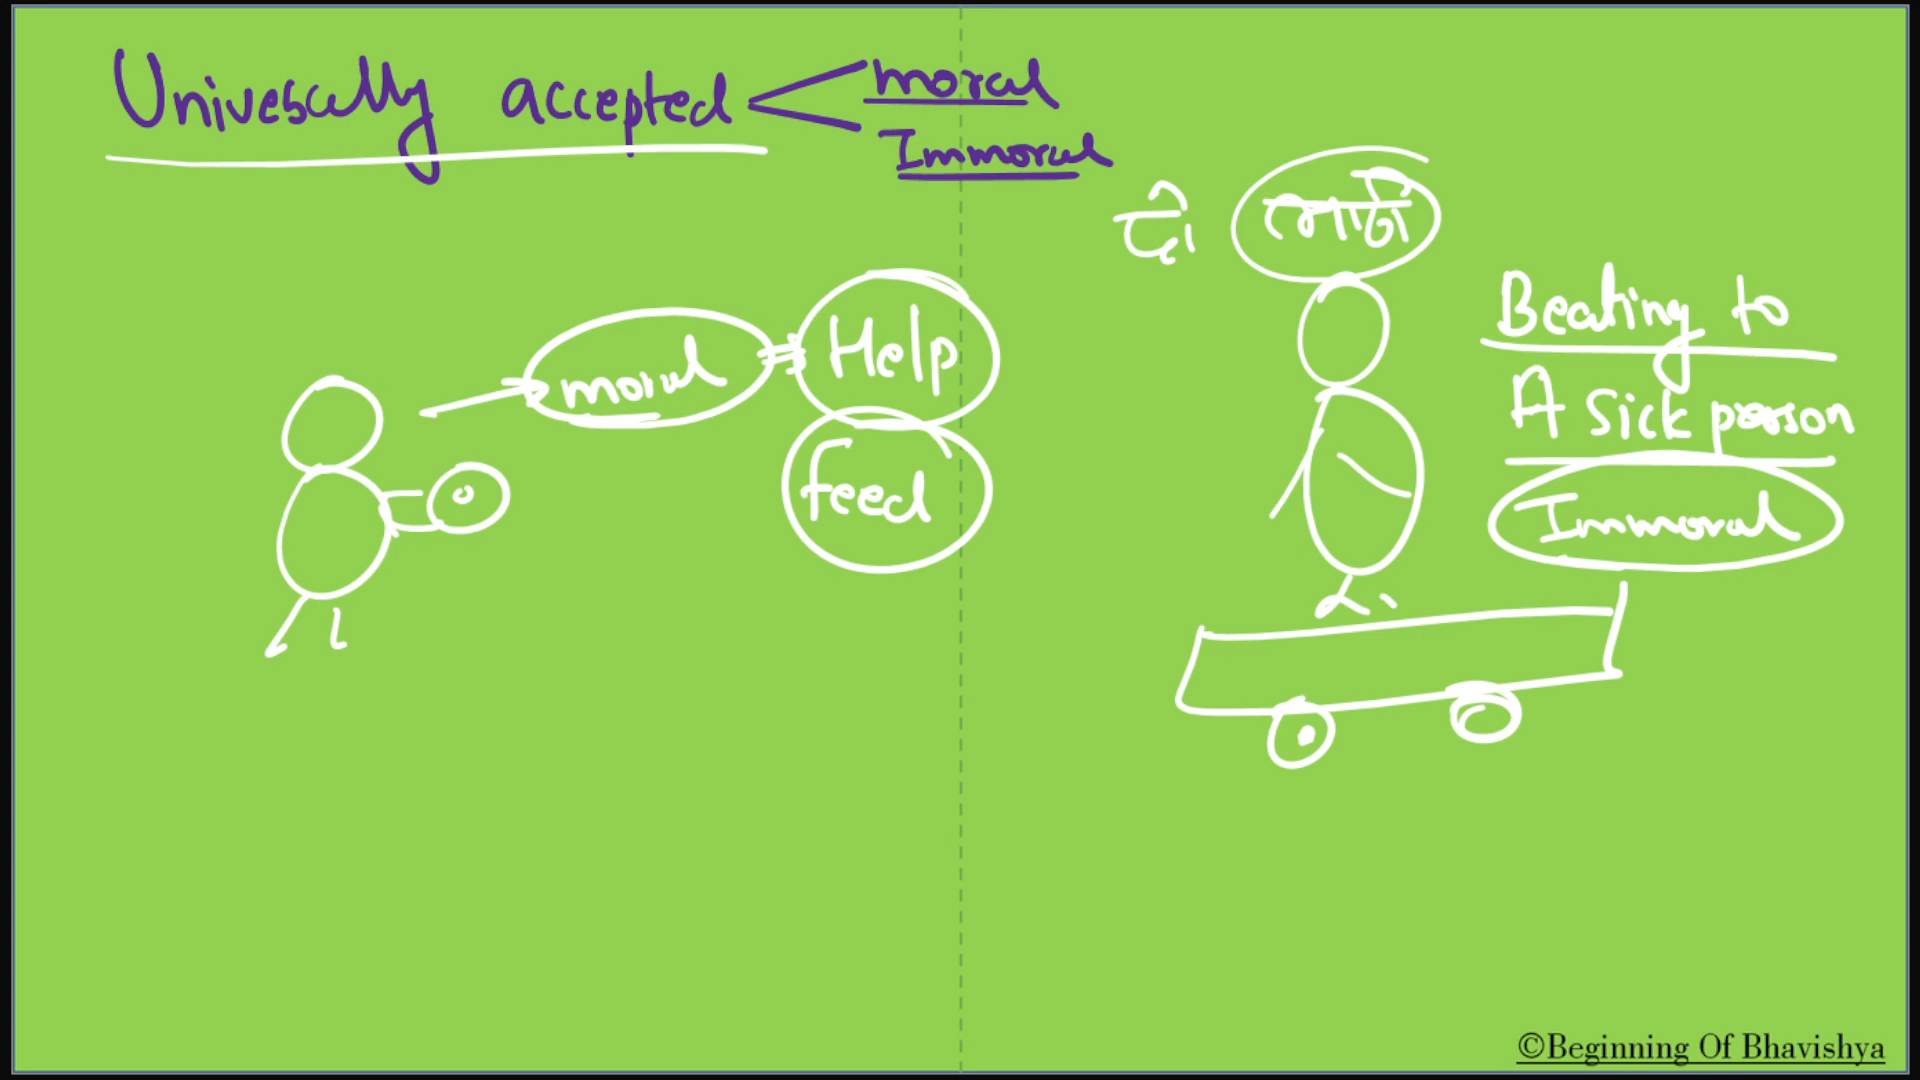 Univesally accepted
moral
Immoral
दो लाठी
moral
Help
feed
Beating to
A sick person
Immoral
©Beginning Of Bhavishya